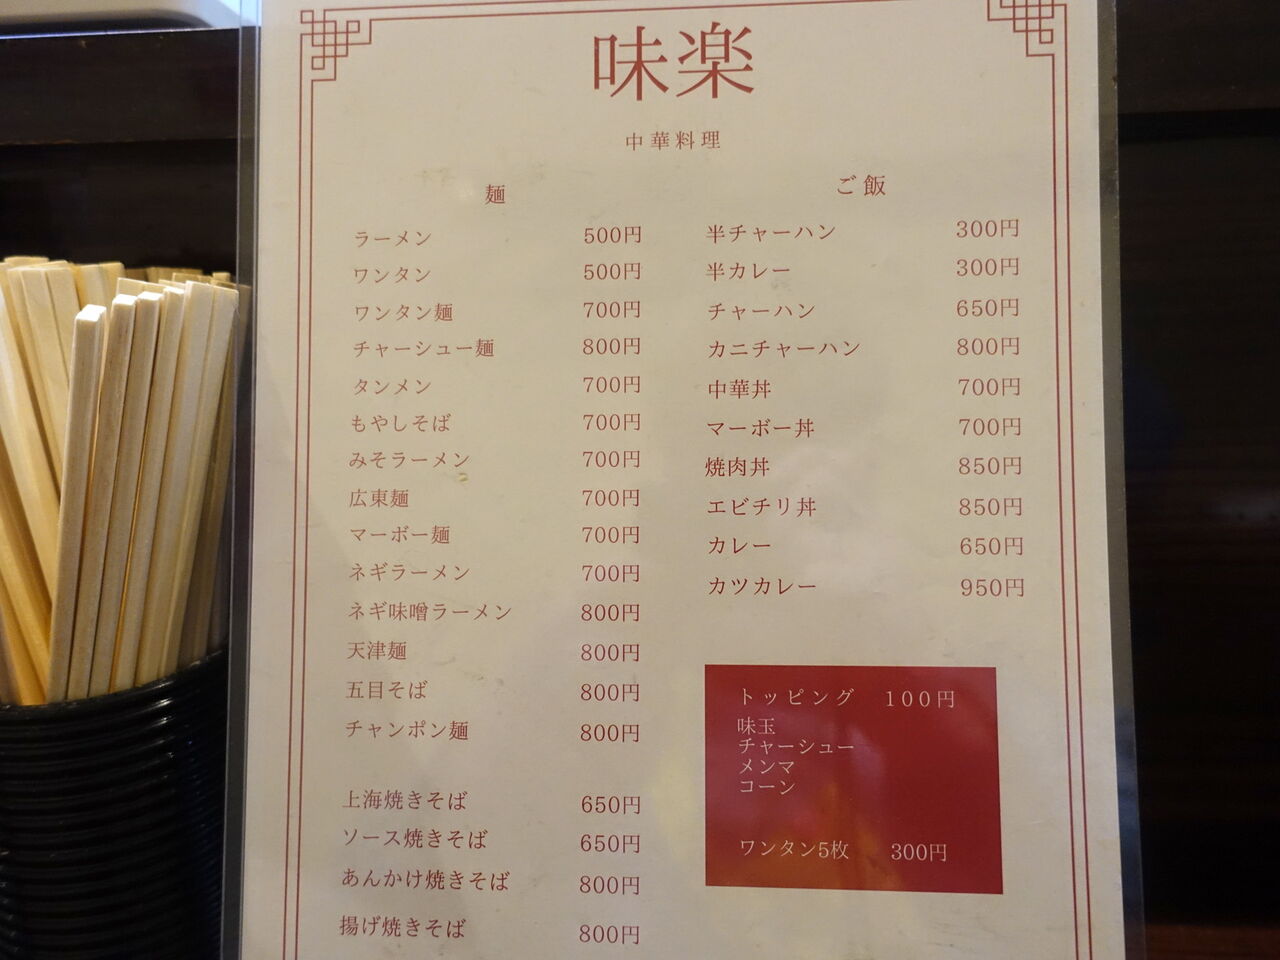 味楽
中華料理
麺
ラーメン 500円
ワンタン 500円
ワンタン麺 700円
チャーシュー麺 800円
タンメン 700円
もやしそば 700円
みそラーメン 700円
広東麺 700円
マーボー麺 700円
ネギラーメン 700円
ネギ味噌ラーメン 800円
天津麺 800円
五目そば 800円
チャンポン麺 800円
上海焼きそば 650円
ソース焼きそば 650円
あんかけ焼きそば 800円
揚げ焼きそば 800円
ご飯
半チャーハン 300円
半カレー 300円
チャーハン 650円
カニチャーハン 800円
中華丼 700円
マーボー丼 700円
焼肉丼 850円
エビチリ丼 850円
カレー 650円
カツカレー 950円
トッピング 100円
味玉
チャーシュー
メンマ
コーン
ワンタン5枚 300円